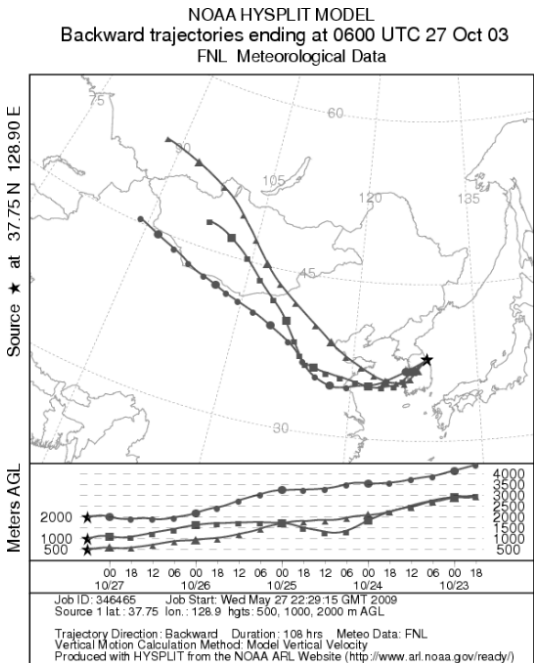 NOAA HYSPLIT MODEL
Backward trajectories ending at 0600 UTC 27 Oct 03
FNL Meteorological Data
Source ★ at 37.75 N 128.90 E
75
60
90
105
120
135
45
30
Meters AGL
2000
1000
500
4000
3500
3000
2500
2000
1500
1000
500
00 18 12 06 00 18 12 06 00 18 12 06 00 18 12 06 00 18
10/27 10/26 10/25 10/24 10/23
Job ID: 346465 Job Start: Wed May 27 22:29:15 GMT 2009
Source 1 lat.: 37.75 lon.: 128.9 hgts: 500, 1000, 2000 m AGL
Trajectory Direction: Backward Duration: 108 hrs Meteo Data: FNL
Vertical Motion Calculation Method: Model Vertical Velocity
Produced with HYSPLIT from the NOAA ARL Website (http://www.arl.noaa.gov/ready/)